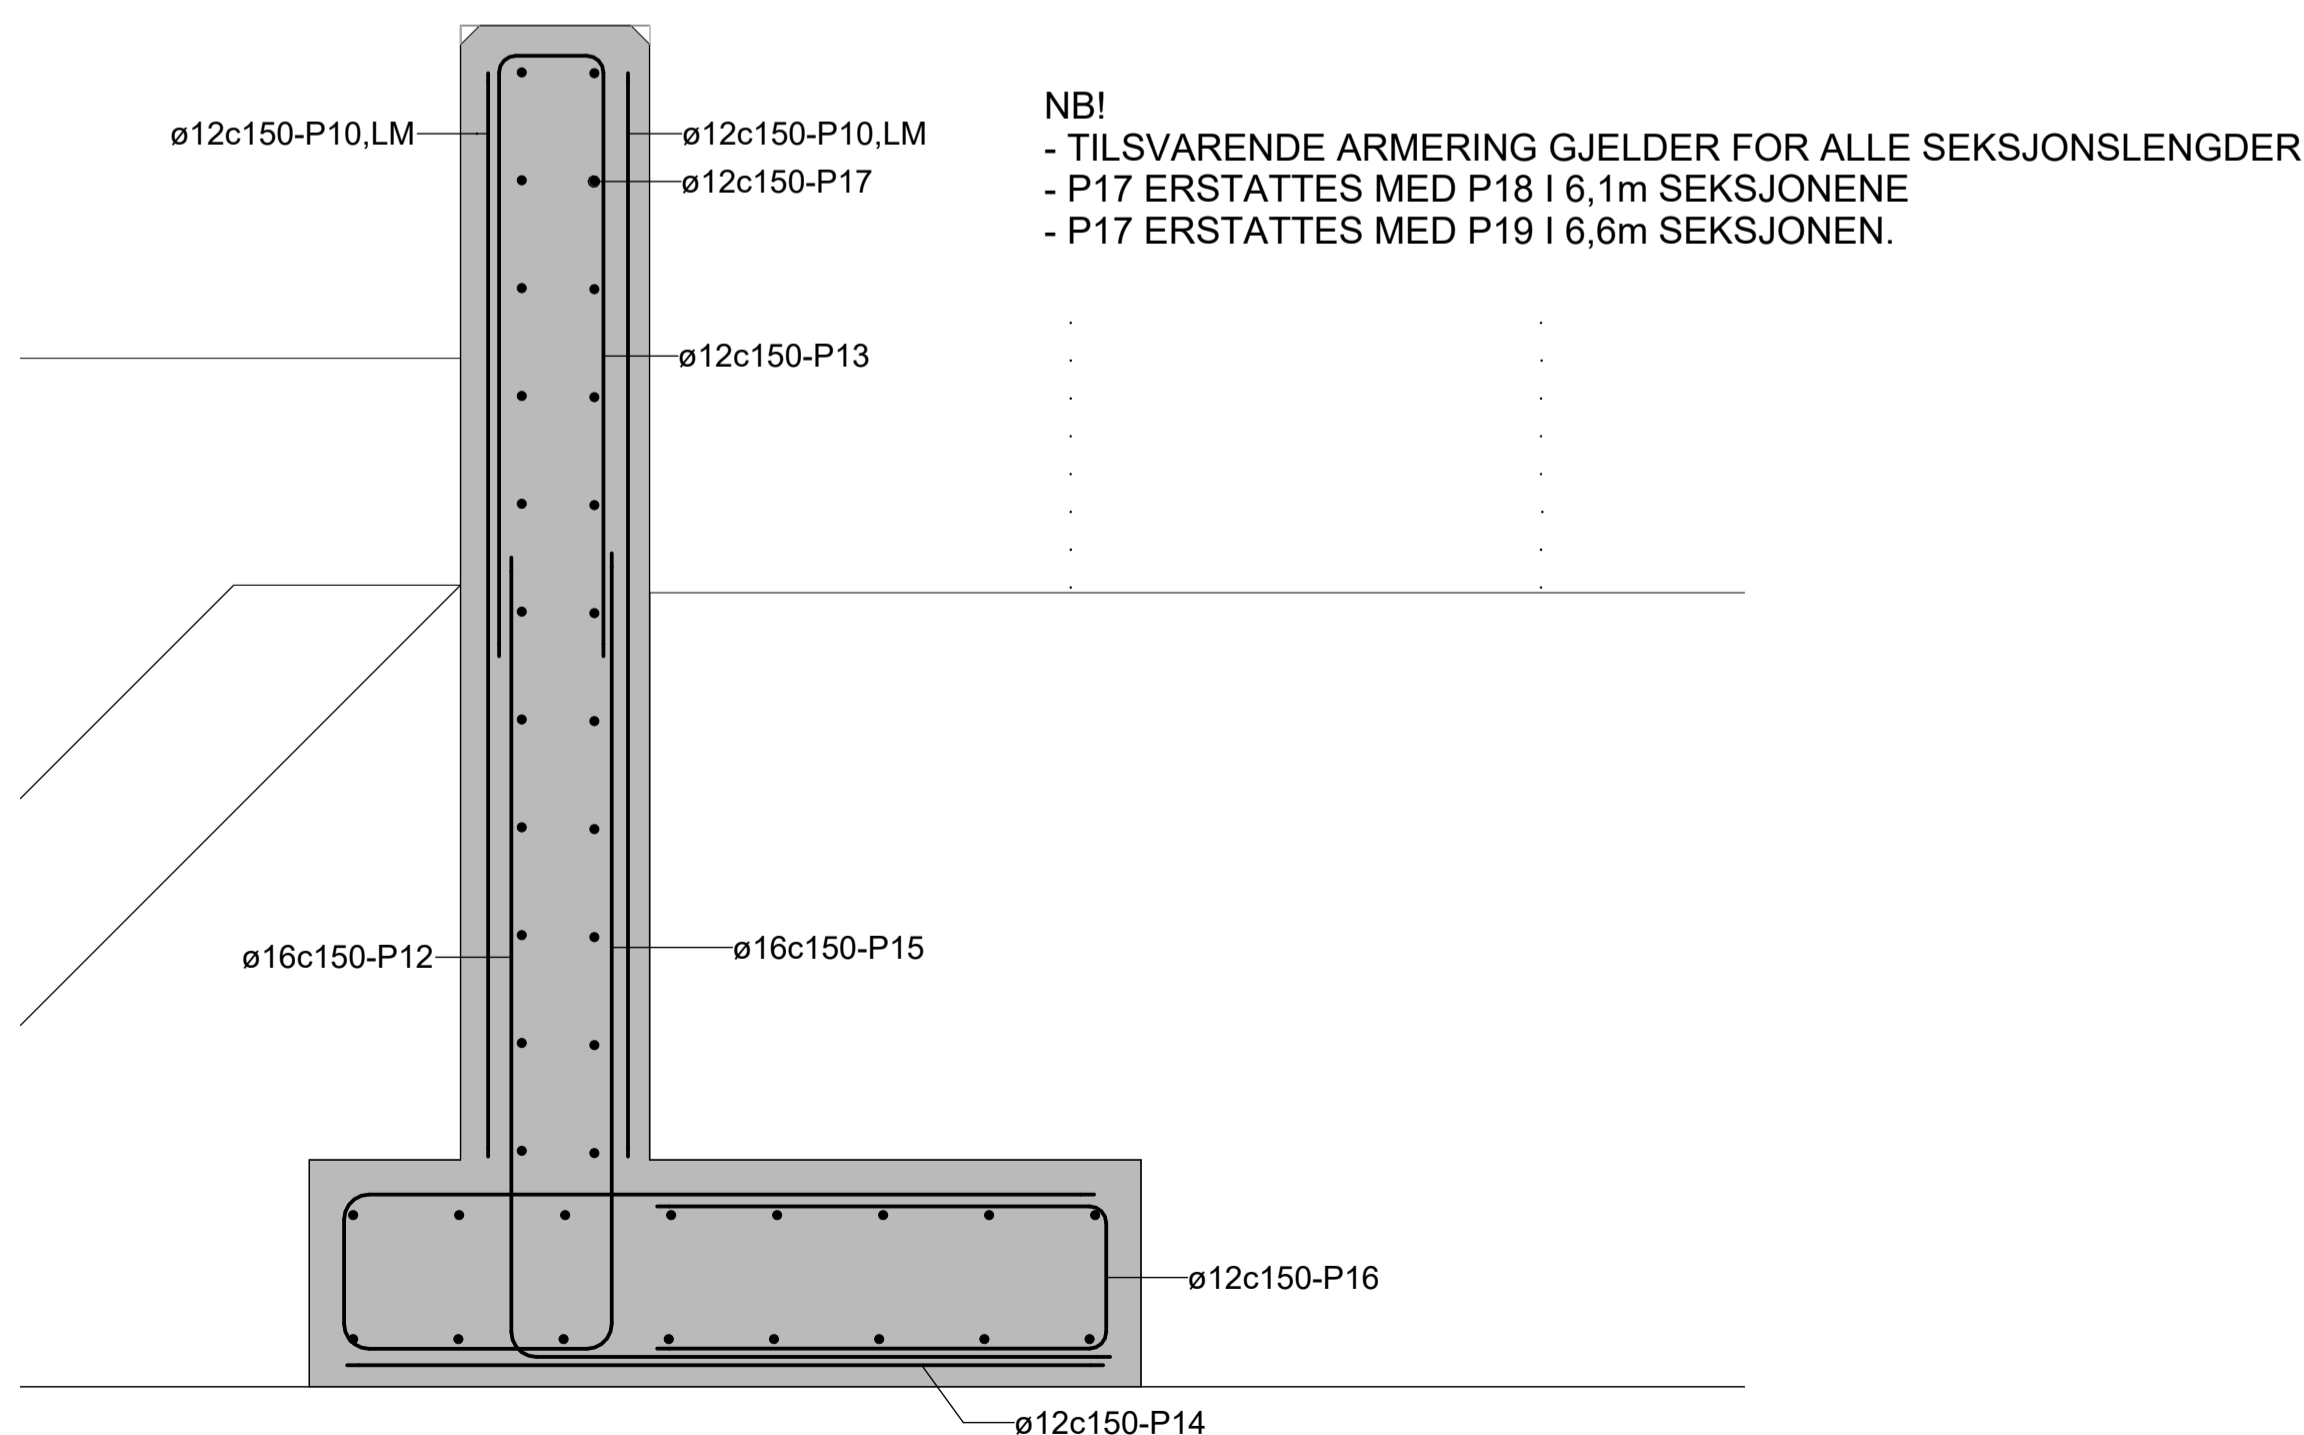 NB!
- TILSVARENDE ARMERING GJELDER FOR ALLE SEKSJONSLENGDER
- P17 ERSTATTES MED P18 I 6,1m SEKSJONENE
- P17 ERSTATTES MED P19 I 6,6m SEKSJONEN.
ø12c150-P10,LM
ø12c150-P10,LM
ø12c150-P17
ø12c150-P13
ø16c150-P12
ø16c150-P15
ø12c150-P16
ø12c150-P14